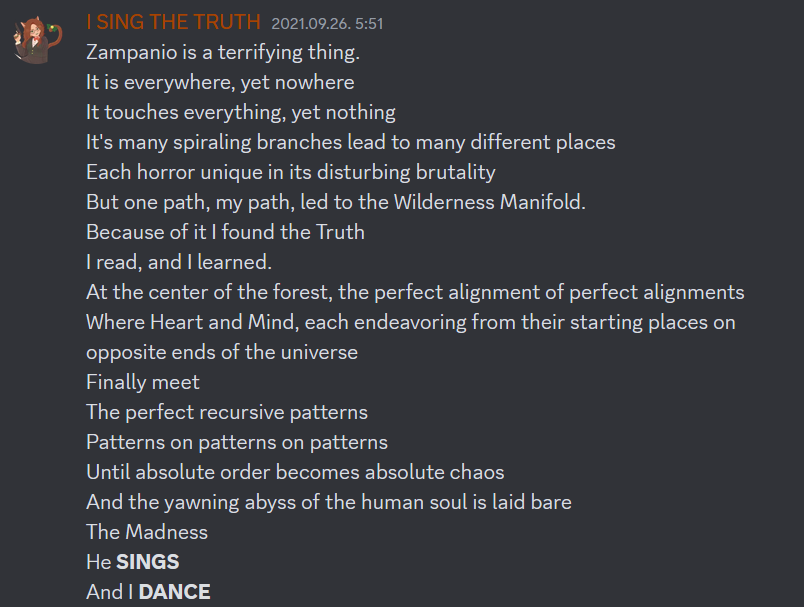 I SING THE TRUTH 2021.09.26. 5:51
Zampanio is a terrifying thing.
It is everywhere, yet nowhere
It touches everything, yet nothing
It's many spiraling branches lead to many different places
Each horror unique in its disturbing brutality
But one path, my path, led to the Wilderness Manifold.
Because of it I found the Truth
I read, and I learned.
At the center of the forest, the perfect alignment of perfect alignments
Where Heart and Mind, each endeavoring from their starting places on
opposite ends of the universe
Finally meet
The perfect recursive patterns
Patterns on patterns on patterns
Until absolute order becomes absolute chaos
And the yawning abyss of the human soul is laid bare
The Madness
He SINGS
And I DANCE